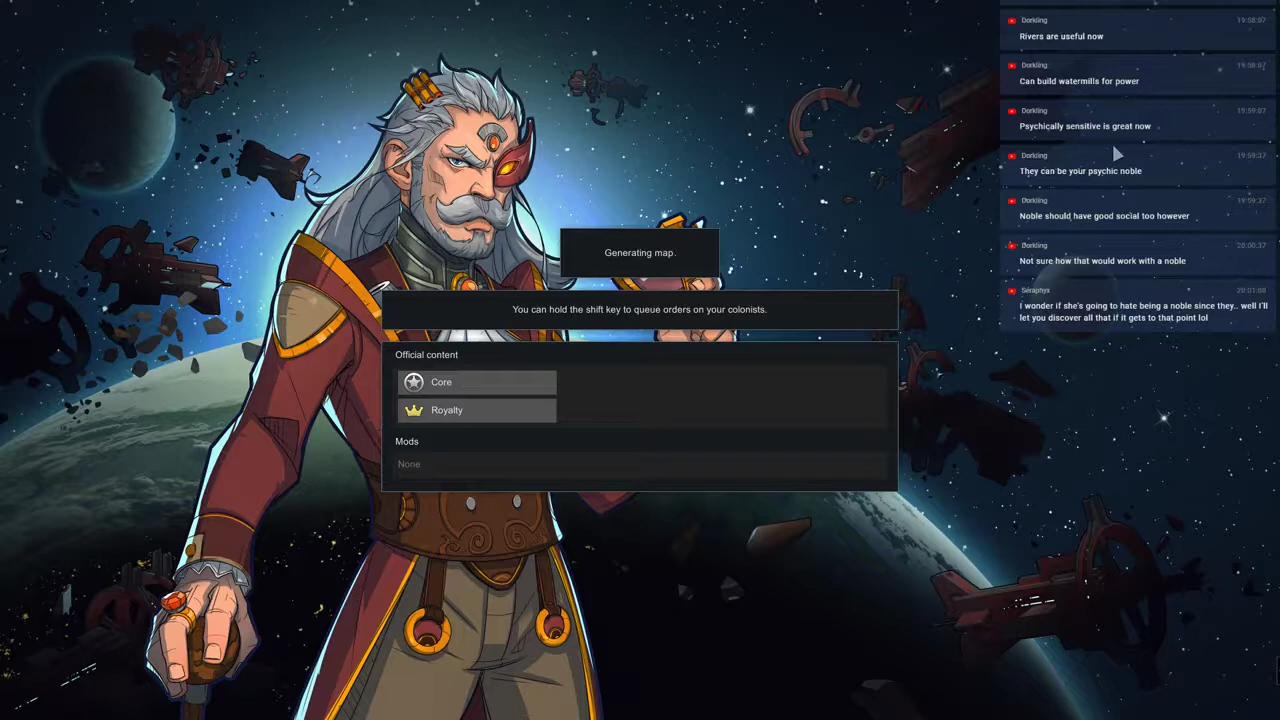 Dorkling 19:58:07
Rivers are useful now
Dorkling 19:58:07
Can build watermills for power
Dorkling 19:59:07
Psychically sensitive is great now
Dorkling 19:59:37
They can be your psychic noble
Dorkling 19:59:37
Noble should have good social too however
Dorkling 20:00:37
Not sure how that would work with a noble
Séraphyx 20:01:08
I wonder if she's going to hate being a noble since they.. well I'll
let you discover all that if it gets to that point lol
Generating map.
You can hold the shift key to queue orders on your colonists.
Official content
Core
Royalty
Mods
None